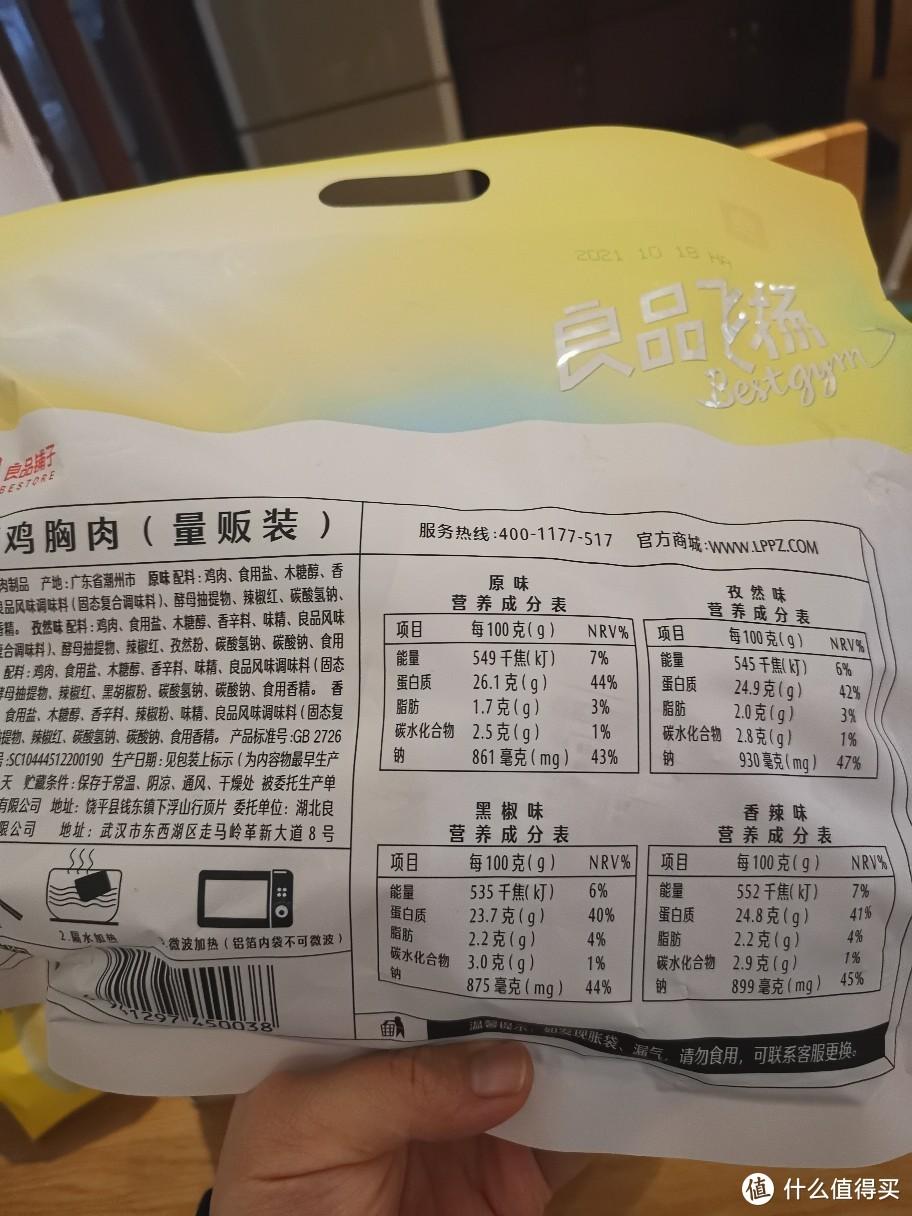 2021 10 18 HA
良品飞扬
Bestgym
良品铺子
BESTORE
鸡胸肉（量贩装）
服务热线:400-1177-517 官方商城:WWW.LPPZ.COM
肉制品 产地:广东省潮州市 原味 配料:鸡肉、食用盐、木糖醇、香
良品风味调味料(固态复合调味料)、酵母抽提物、辣椒红、碳酸氢钠、
香精。 孜然味 配料:鸡肉、食用盐、木糖醇、香辛料、味精、良品风味
复合调味料)、酵母抽提物、辣椒红、孜然粉、碳酸氢钠、碳酸钠、食用
配料:鸡肉、食用盐、木糖醇、香辛料、味精、良品风味调味料(固态
酵母抽提物、辣椒红、黑胡椒粉、碳酸氢钠、碳酸钠、食用香精。 香
食用盐、木糖醇、香辛料、辣椒粉、味精、良品风味调味料(固态复
提物、辣椒红、碳酸氢钠、碳酸钠、食用香精。 产品标准号:GB 2726
:SC10444512200190 生产日期:见包装上标示(为内容物最早生产
天 贮藏条件:保存于常温、阴凉、通风、干燥处 被委托生产单
有限公司 地址: 饶平县钱东镇下浮山行顶片 委托单位: 湖北良
限公司 地址: 武汉市东西湖区走马岭革新大道 8 号
2.隔水加热
微波加热（铝箔内袋不可微波）
941297 450038
原味
营养成分表
项目 每100克(g) NRV%
能量 549 千焦(kJ) 7%
蛋白质 26.1 克(g) 44%
脂肪 1.7 克(g) 3%
碳水化合物 2.5 克(g) 1%
钠 861 毫克(mg) 43%
孜然味
营养成分表
项目 每100克(g) NRV%
能量 545 千焦(kJ) 6%
蛋白质 24.9 克(g) 42%
脂肪 2.0 克(g) 3%
碳水化合物 2.8 克(g) 1%
钠 930 毫克(mg) 47%
黑椒味
营养成分表
项目 每100克(g) NRV%
能量 535 千焦(kJ) 6%
蛋白质 23.7 克(g) 40%
脂肪 2.2 克(g) 4%
碳水化合物 3.0 克(g) 1%
钠 875 毫克(mg) 44%
香辣味
营养成分表
项目 每100克(g) NRV%
能量 552 千焦(kJ) 7%
蛋白质 24.8 克(g) 41%
脂肪 2.2 克(g) 4%
碳水化合物 2.9 克(g) 1%
钠 899 毫克(mg) 45%
温馨提示: 如发现胀袋、漏气, 请勿食用, 可联系客服更换。
值 什么值得买